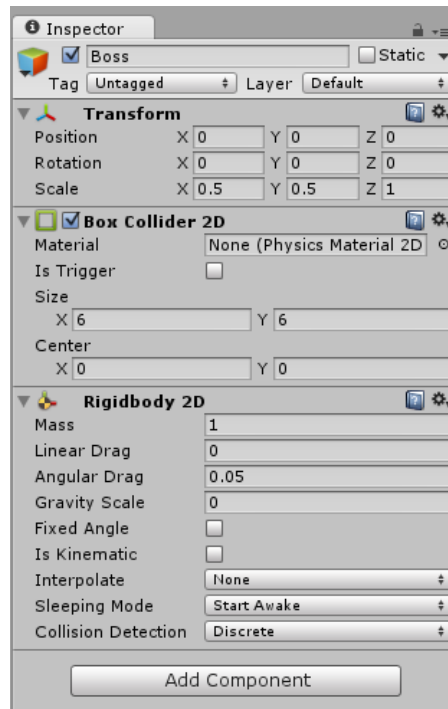 Inspector
Boss Static
Tag Untagged Layer Default
Transform
Position X 0 Y 0 Z 0
Rotation X 0 Y 0 Z 0
Scale X 0.5 Y 0.5 Z 1
Box Collider 2D
Material None (Physics Material 2D
Is Trigger
Size
X 6 Y 6
Center
X 0 Y 0
Rigidbody 2D
Mass 1
Linear Drag 0
Angular Drag 0.05
Gravity Scale 0
Fixed Angle
Is Kinematic
Interpolate None
Sleeping Mode Start Awake
Collision Detection Discrete
Add Component